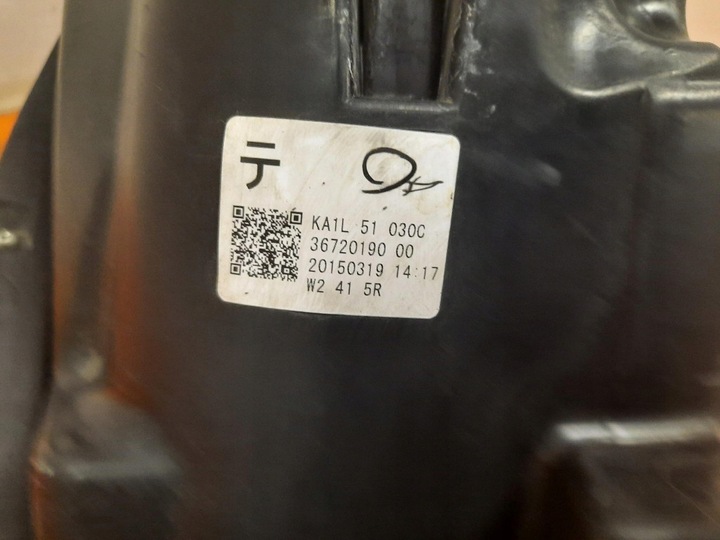 テ
KA1L 51 030C
36720190 00
20150319 14:17
W2 41 5R